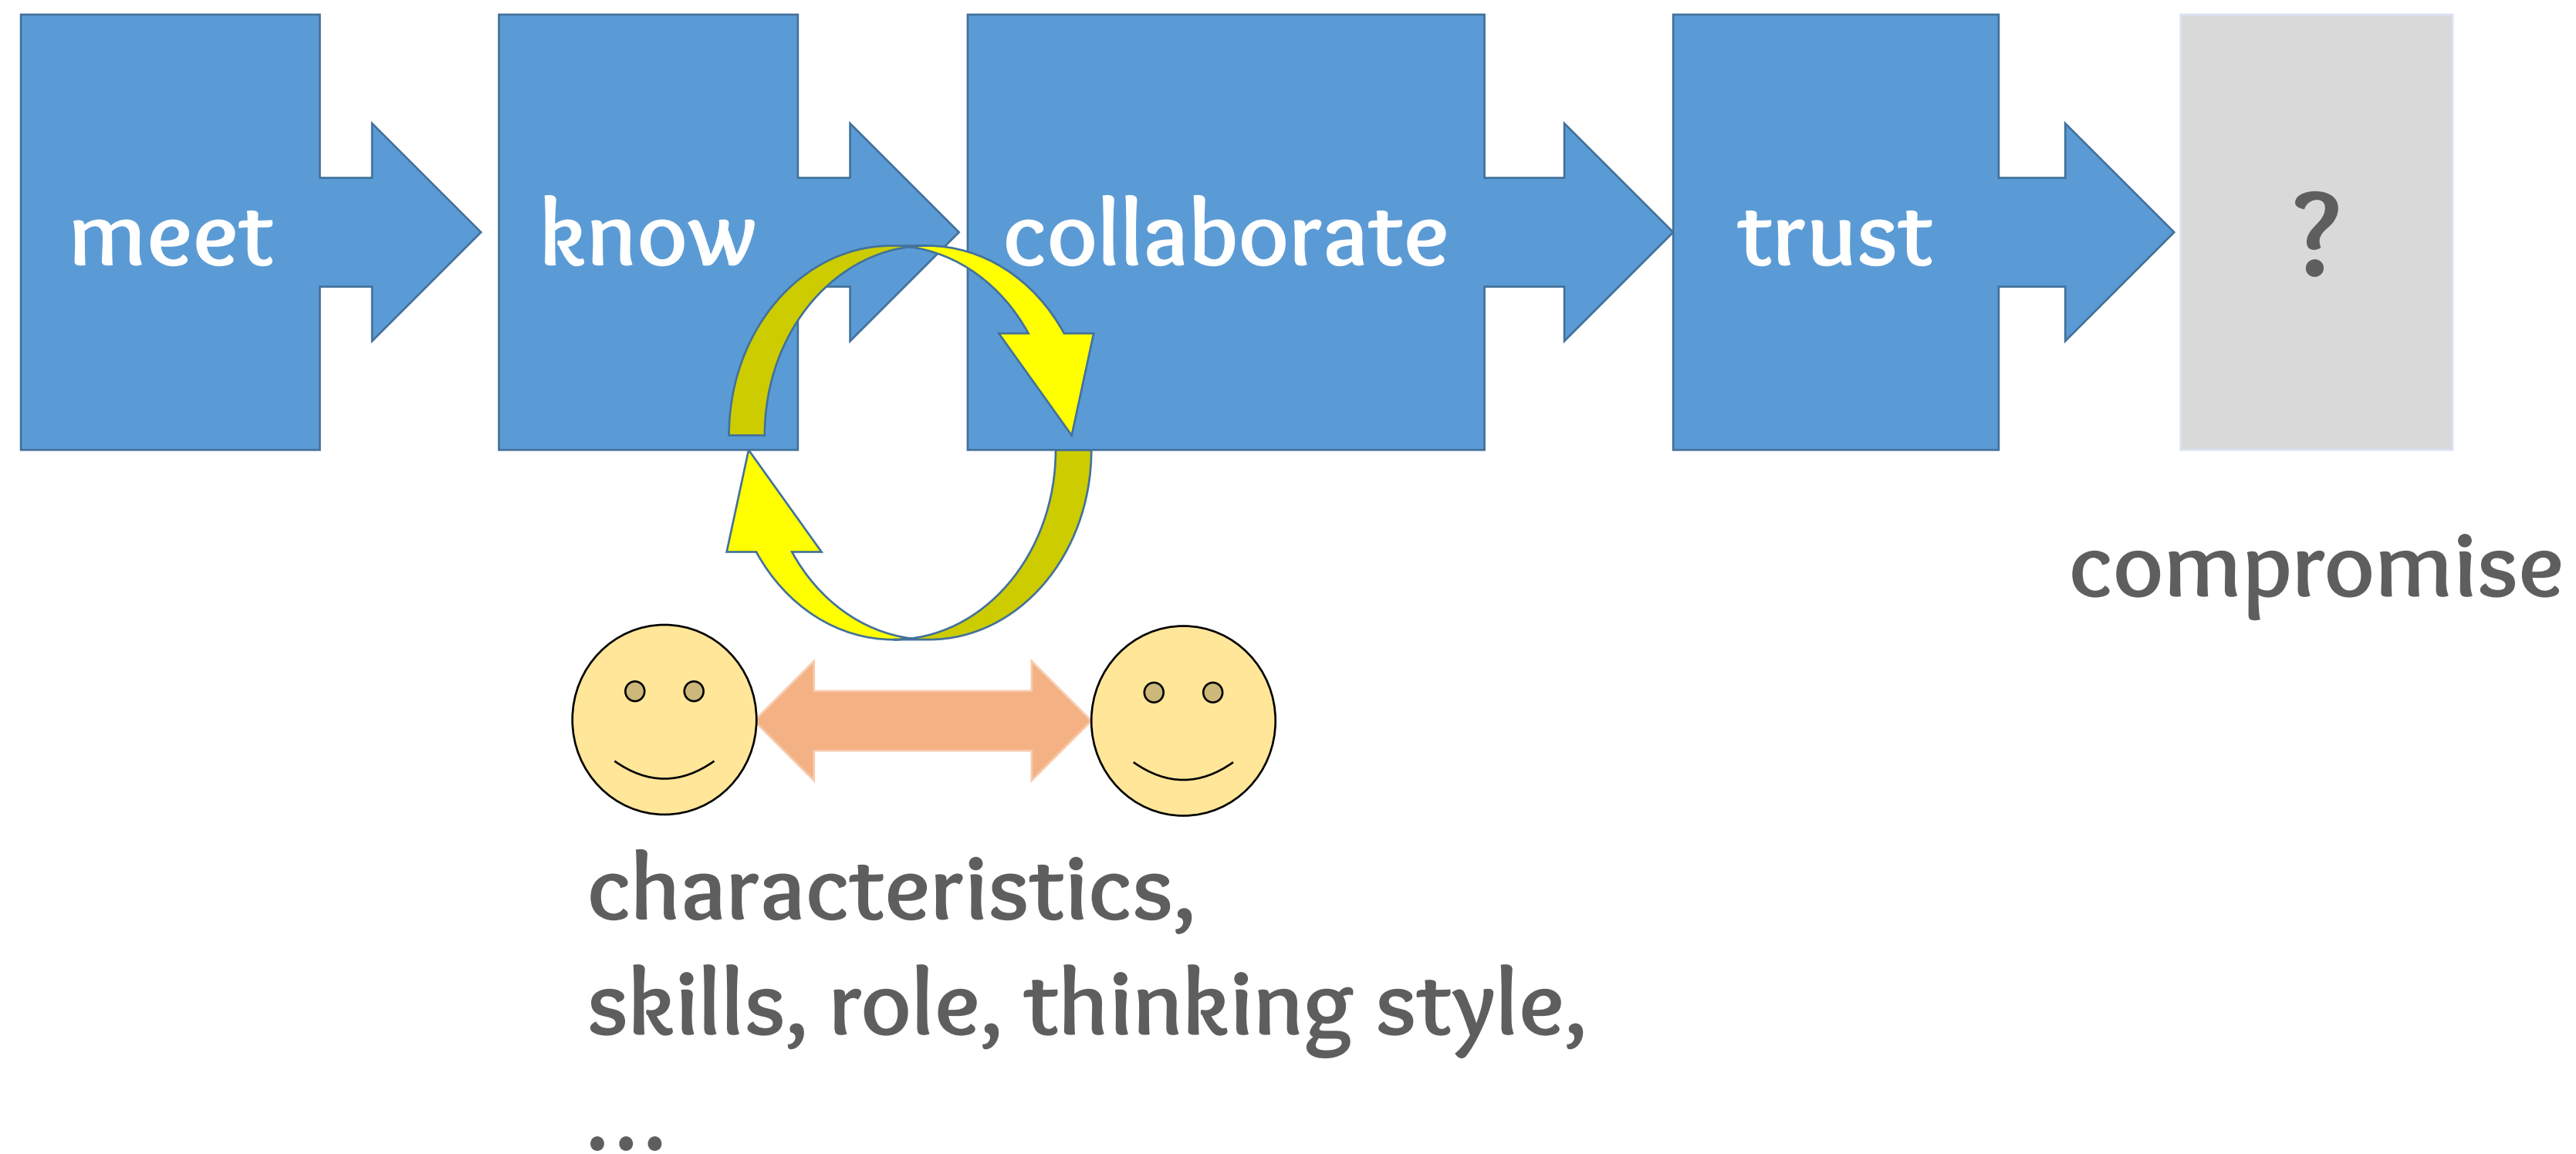 meet
know
collaborate
trust
?
compromise
characteristics,
skills, role, thinking style,
...